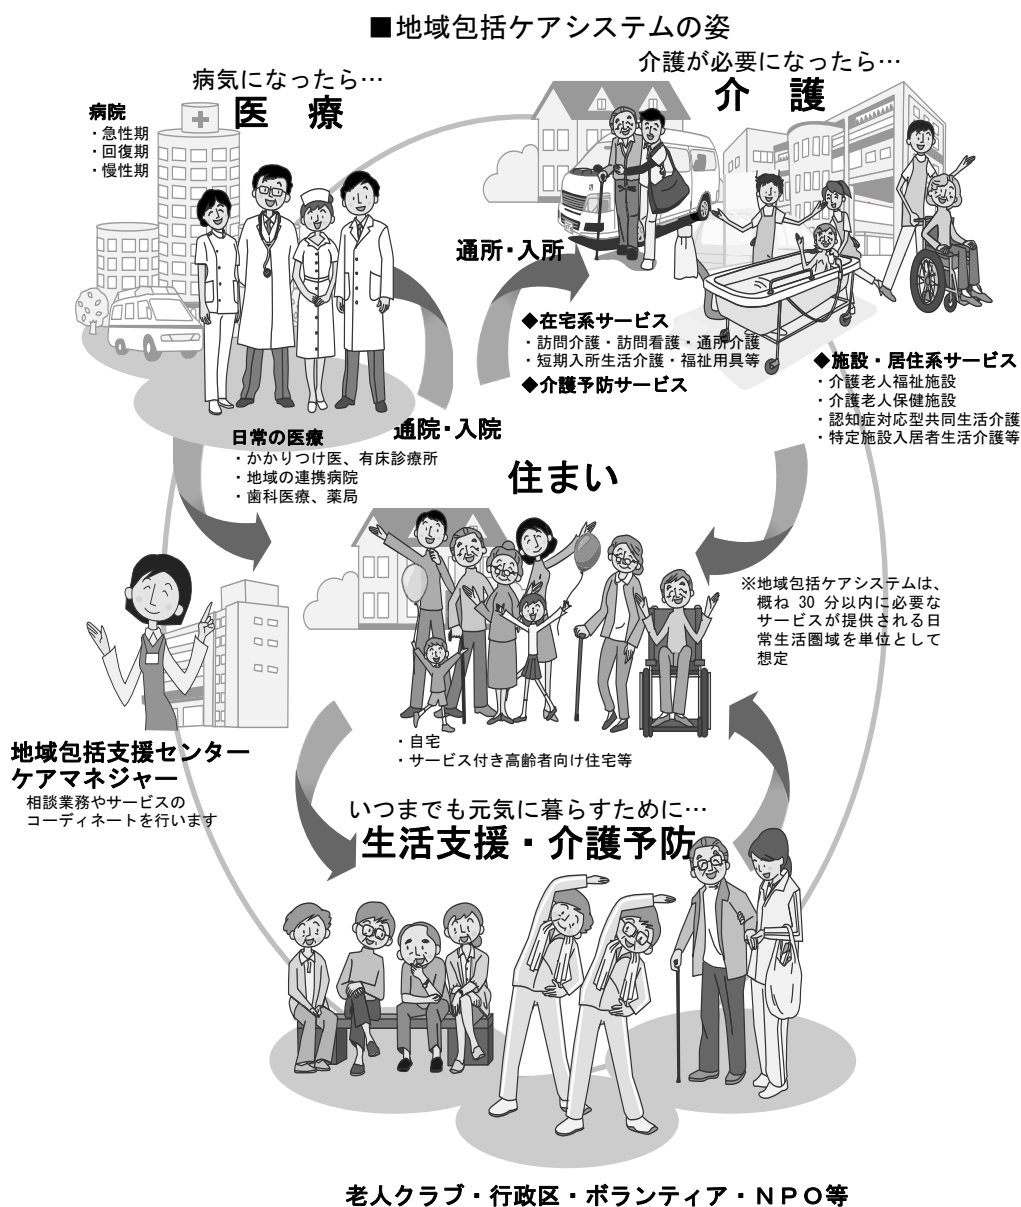 ■地域包括ケアシステムの姿
病気になったら…
医　療
病院
・急性期
・回復期
・慢性期
介護が必要になったら…
介　護
通所・入所
◆在宅系サービス
・訪問介護・訪問看護・通所介護
・短期入所生活介護・福祉用具等
◆介護予防サービス
◆施設・居住系サービス
・介護老人福祉施設
・介護老人保健施設
・認知症対応型共同生活介護
・特定施設入居者生活介護等
通院・入院
日常の医療
・かかりつけ医、有床診療所
・地域の連携病院
・歯科医療、薬局
住まい
※地域包括ケアシステムは、
概ね 30 分以内に必要な
サービスが提供される日
常生活圏域を単位として
想定
・自宅
・サービス付き高齢者向け住宅等
地域包括支援センター
ケアマネジャー
相談業務やサービスの
コーディネートを行います
いつまでも元気に暮らすために…
生活支援・介護予防
老人クラブ・行政区・ボランティア・ＮＰＯ等